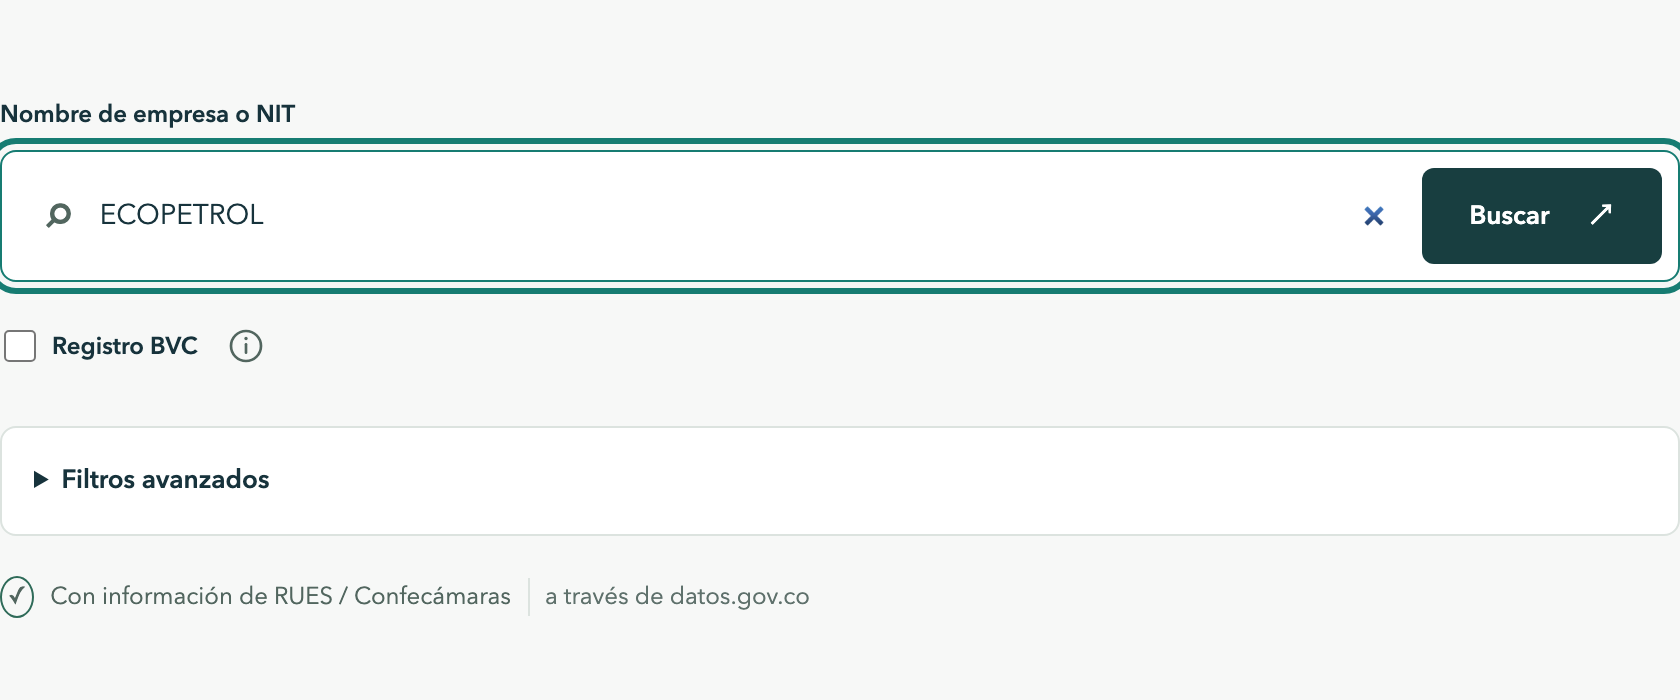 Nombre de empresa o NIT
ECOPETROL
Buscar
Registro BVC
Filtros avanzados
Con información de RUES / Confecámaras
a través de datos.gov.co